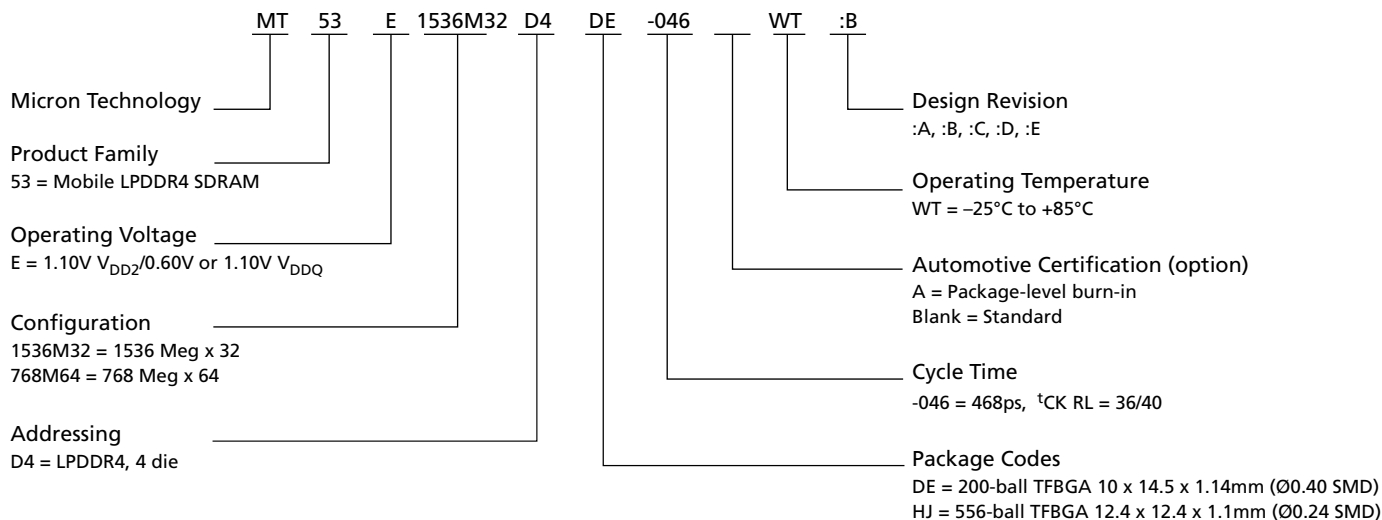 MT 53 E 1536M32 D4 DE -046 WT :B
Micron Technology
Product Family
53 = Mobile LPDDR4 SDRAM
Operating Voltage
E = 1.10V VDD2/0.60V or 1.10V VDDQ
Configuration
1536M32 = 1536 Meg x 32
768M64 = 768 Meg x 64
Addressing
D4 = LPDDR4, 4 die
Design Revision
:A, :B, :C, :D, :E
Operating Temperature
WT = –25°C to +85°C
Automotive Certification (option)
A = Package-level burn-in
Blank = Standard
Cycle Time
-046 = 468ps, tCK RL = 36/40
Package Codes
DE = 200-ball TFBGA 10 x 14.5 x 1.14mm (Ø0.40 SMD)
HJ = 556-ball TFBGA 12.4 x 12.4 x 1.1mm (Ø0.24 SMD)